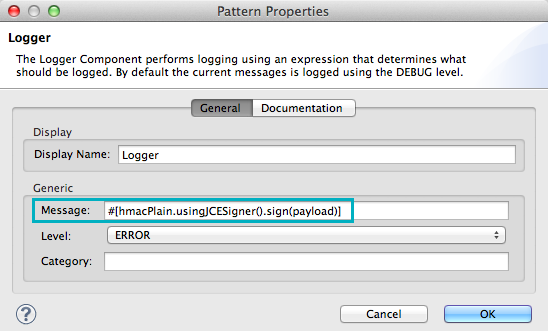 Pattern Properties
Logger
The Logger Component performs logging using an expression that determines what
should be logged. By default the current messages is logged using the DEBUG level.
General Documentation
Display
Display Name: Logger
Generic
Message: #[hmacPlain.usingJCESigner().sign(payload)]
Level: ERROR
Category:
? Cancel OK